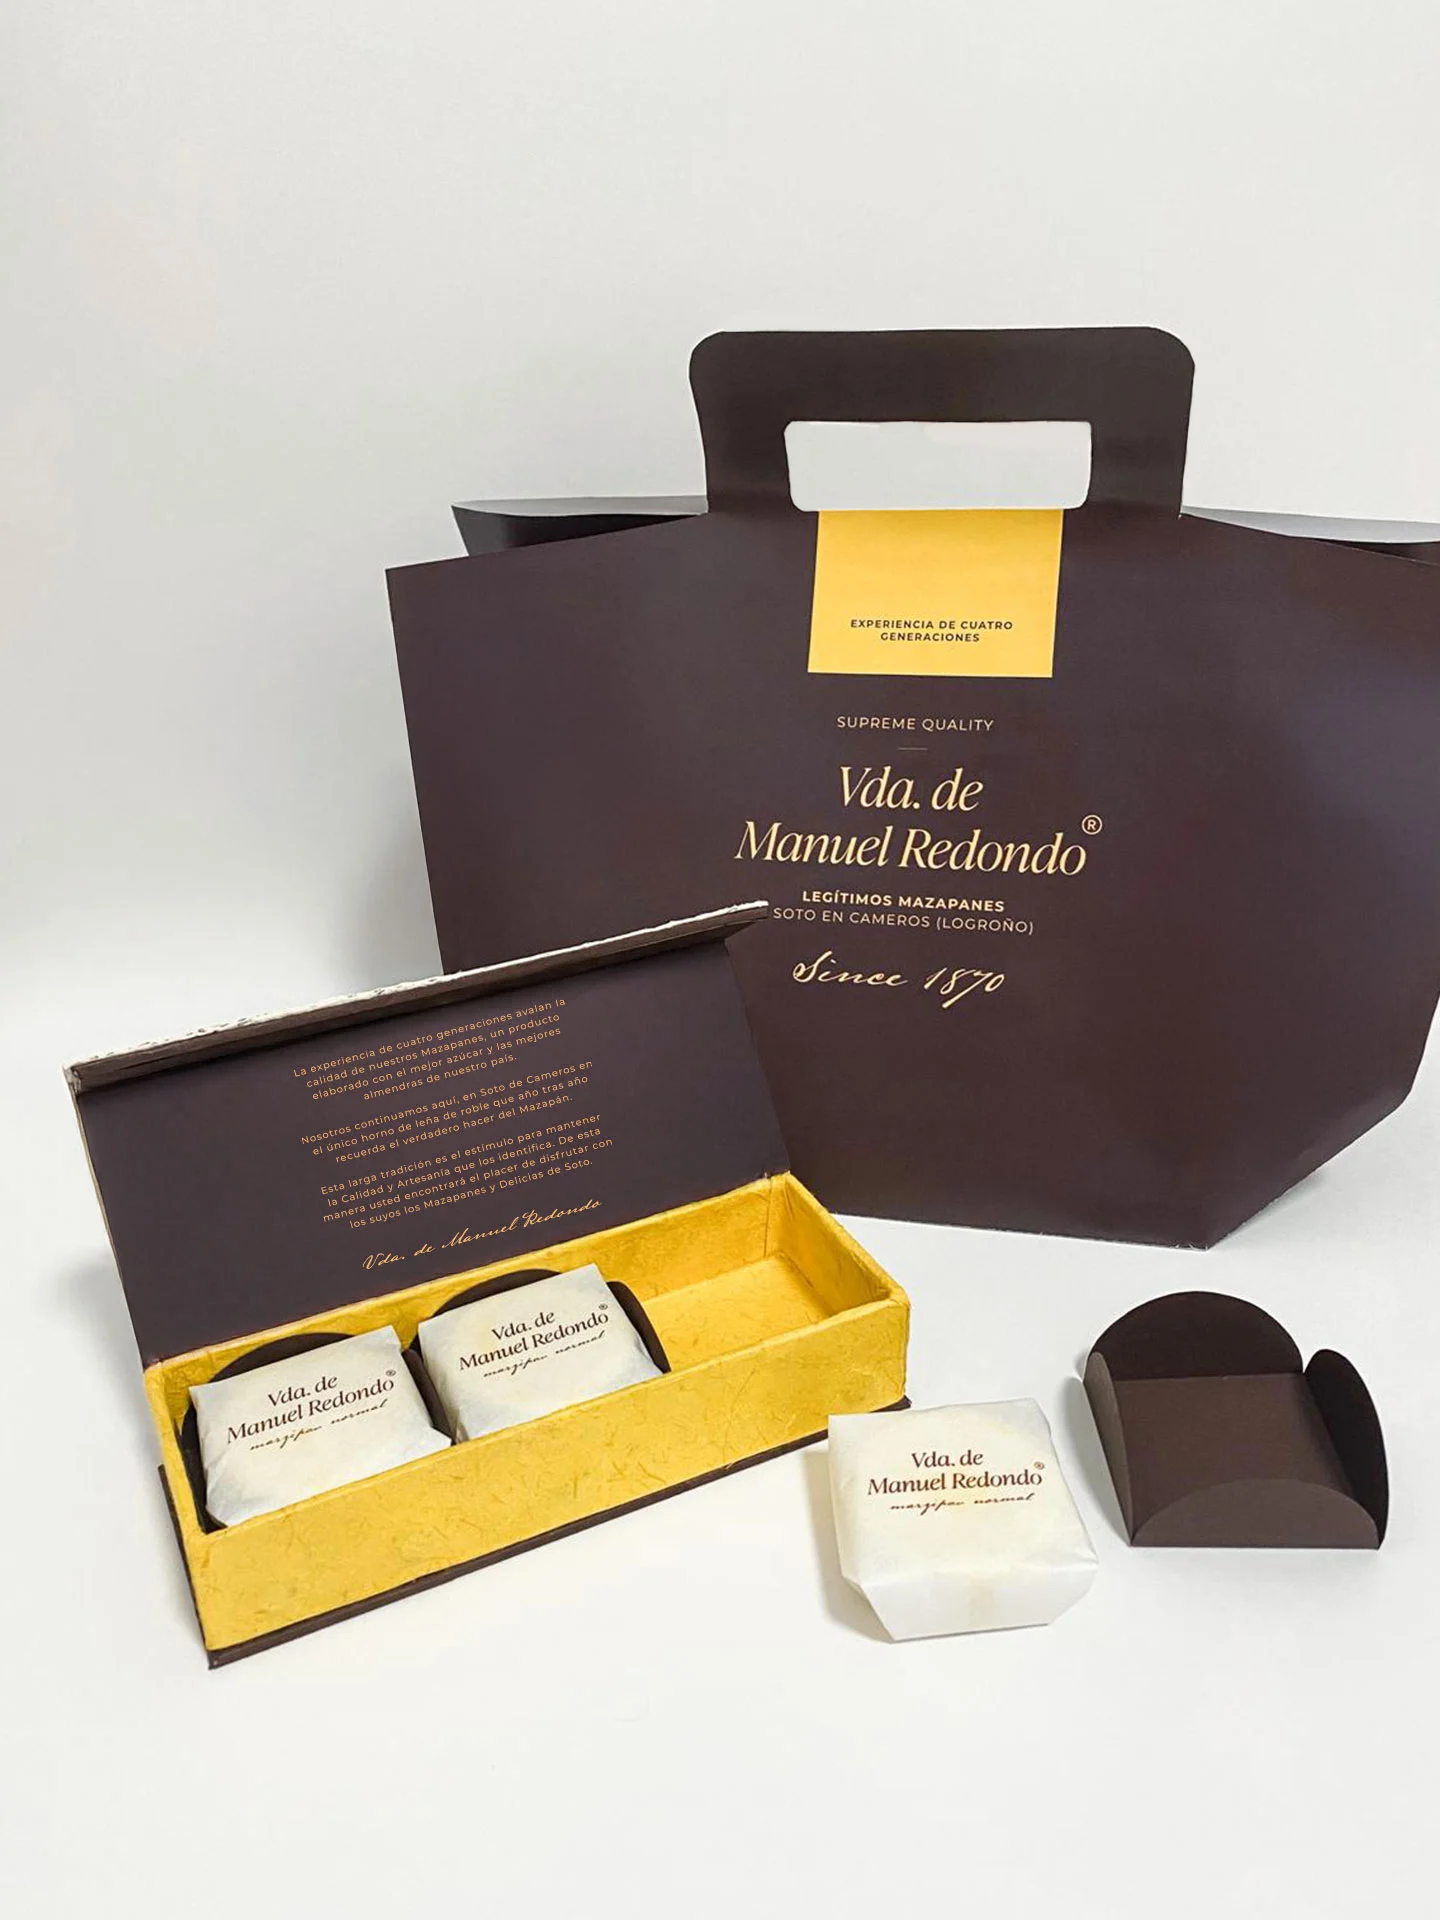 EXPERIENCIA DE CUATRO
GENERACIONES
SUPREME QUALITY
Vda. de
Manuel Redondo®
LEGÍTIMOS MAZAPANES
SOTO EN CAMEROS (LOGROÑO)
Since 1870
La experiencia de cuatro generaciones avalan la
calidad de nuestros Mazapanes, un producto
elaborado con el mejor azúcar y las mejores
almendras de nuestro país.
Nosotros continuamos aquí, en Soto de Cameros en
el único horno de leña de roble que año tras año
recuerda el verdadero hacer del Mazapán.
Esta larga tradición es el estímulo para mantener
la Calidad y Artesanía que los identifica. De esta
manera usted encontrará el placer de disfrutar con
los suyos los Mazapanes y Delicias de Soto.
Vda. de Manuel Redondo
Vda. de
Manuel Redondo®
marzipan normal
Vda. de
Manuel Redondo®
marzipan normal
Vda. de
Manuel Redondo®
marzipan normal